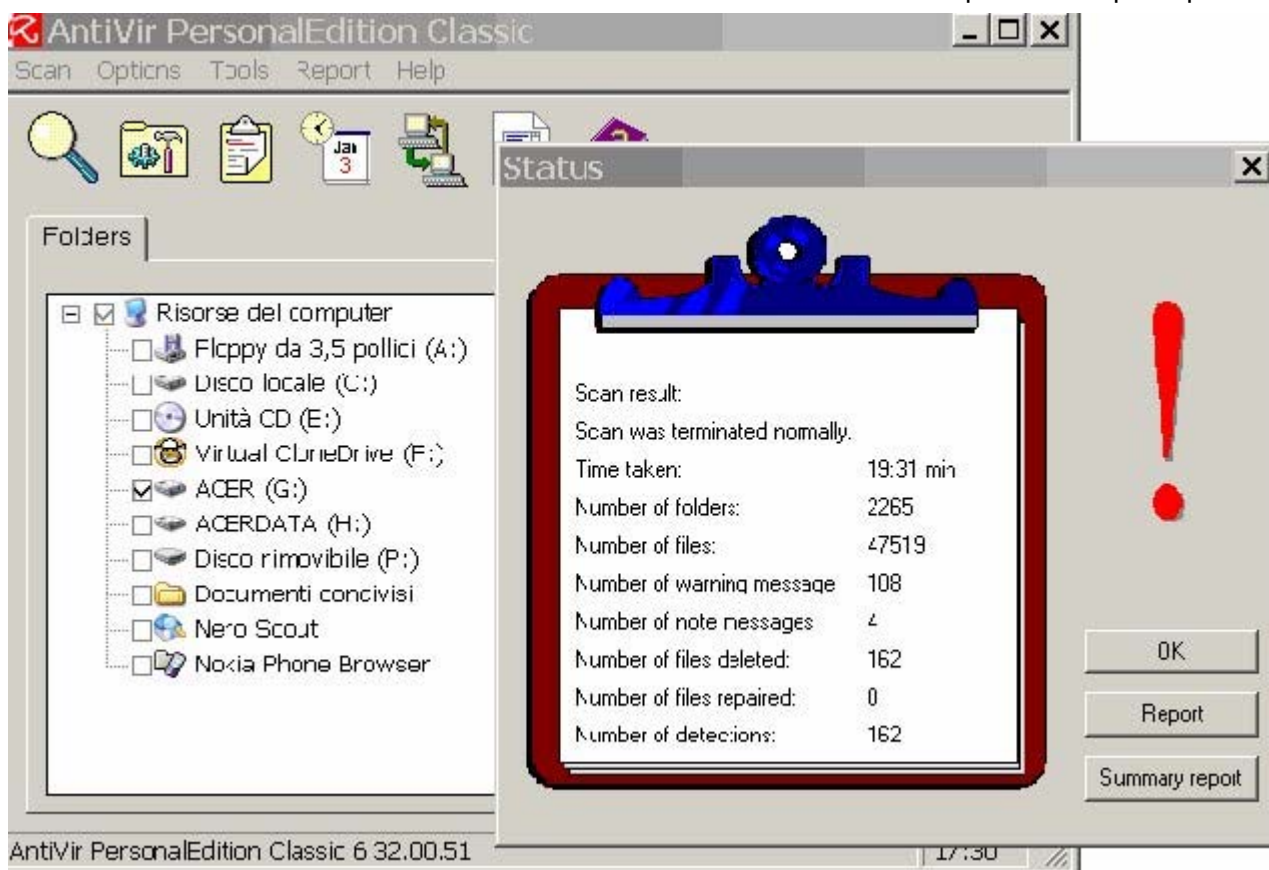 AntiVir PersonalEdition Classic
Scan Options Tools Report Help
Jan
3
Folders
Risorse del computer
Floppy da 3,5 pollici (A:)
Disco locale (C:)
Unità CD (E:)
Virtual CloneDrive (F:)
ACER (G:)
ACERDATA (H:)
Disco rimovibile (P:)
Documenti condivisi
Nero Scout
Nokia Phone Browser
AntiVir PersonalEdition Classic 6 32.00.51
17:30
Status
Scan result:
Scan was terminated normally.
Time taken: 19:31 min
Number of folders: 2265
Number of files: 47519
Number of warning message 108
Number of note messages 4
Number of files deleted: 162
Number of files repaired: 0
Number of detections: 162
!
OK
Report
Summary report